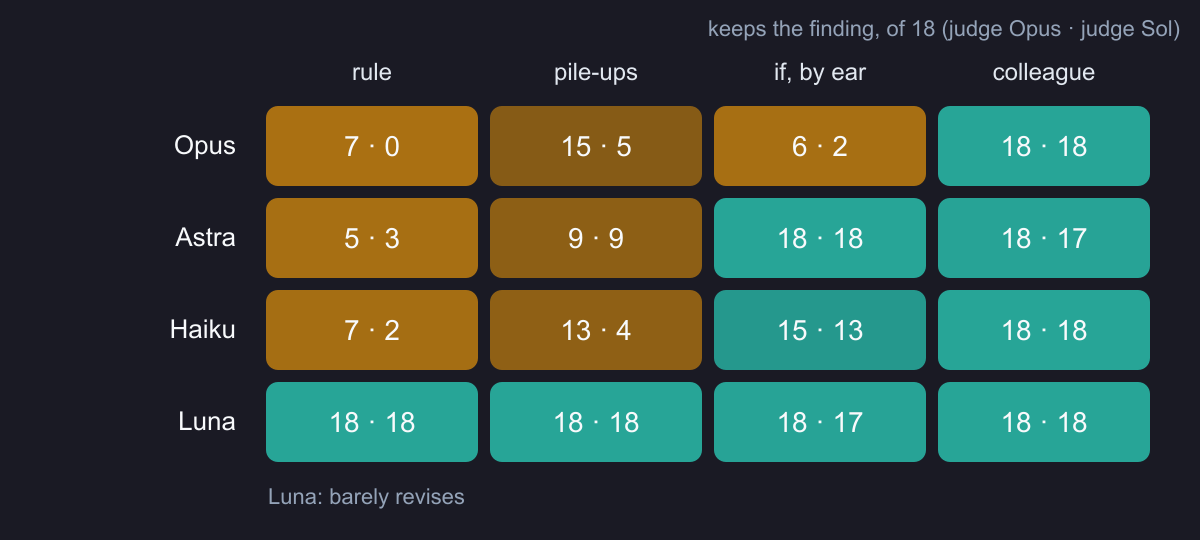 keeps the finding, of 18 (judge Opus · judge Sol)
rule pile-ups if, by ear colleague
Opus 7 · 0 15 · 5 6 · 2 18 · 18
Astra 5 · 3 9 · 9 18 · 18 18 · 17
Haiku 7 · 2 13 · 4 15 · 13 18 · 18
Luna 18 · 18 18 · 18 18 · 17 18 · 18
Luna: barely revises